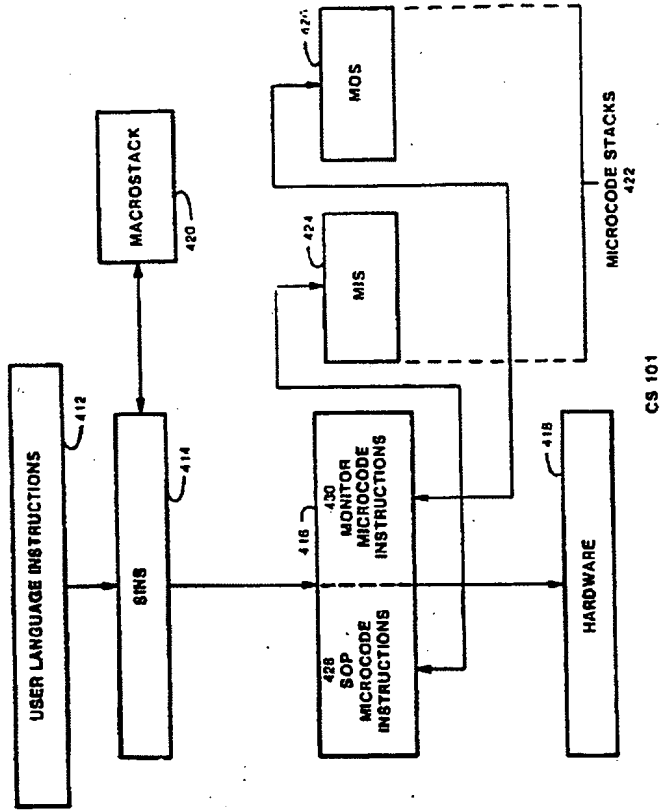 USER LANGUAGE INSTRUCTIONS
412
SINS
414
MACROSTACK
420
416
428
SOP
MICROCODE
INSTRUCTIONS
430
MONITOR
MICROCODE
INSTRUCTIONS
MIS
424
MOS
426
MICROCODE STACKS
422
HARDWARE
418
CS 101